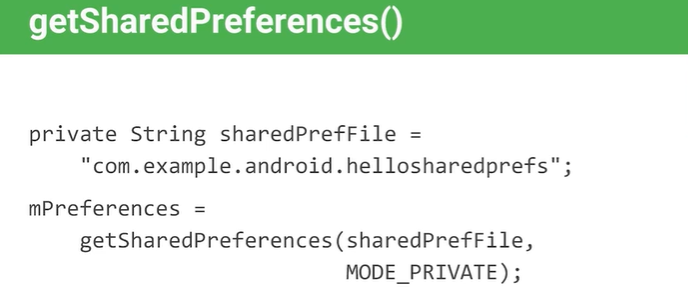 getSharedPreferences()
private String sharedPrefFile =
"com.example.android.hellosharedprefs";
mPreferences =
getSharedPreferences(sharedPrefFile,
MODE_PRIVATE);